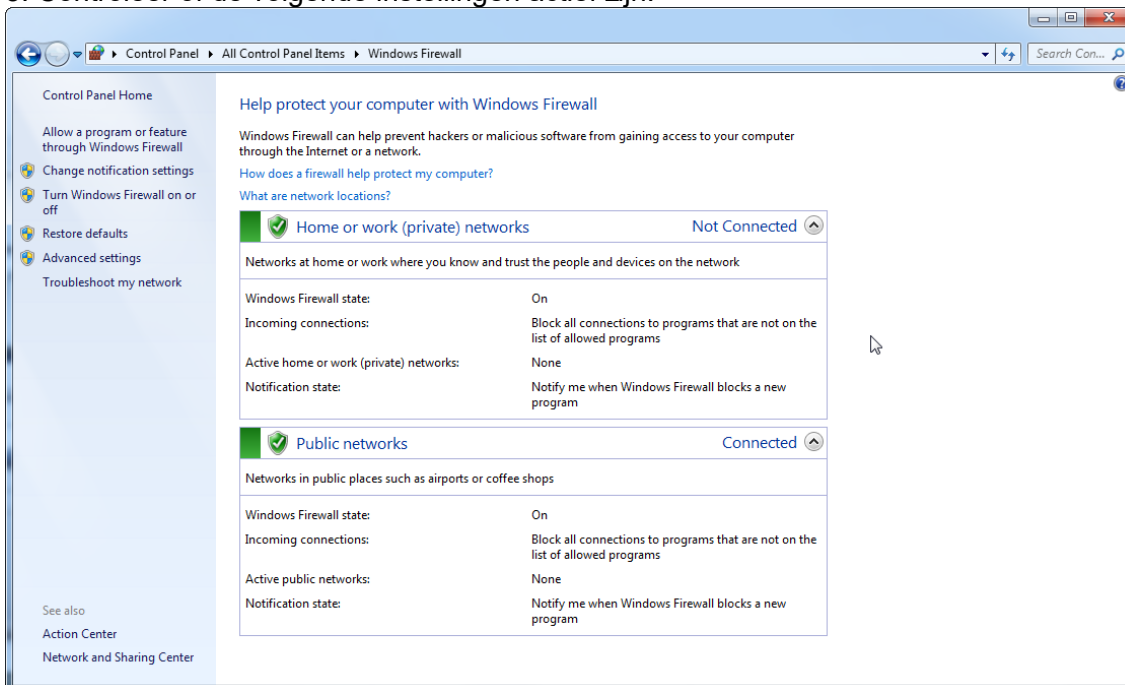 Control Panel ▸ All Control Panel Items ▸ Windows Firewall
Search Con...
Control Panel Home
Allow a program or feature
through Windows Firewall
Change notification settings
Turn Windows Firewall on or
off
Restore defaults
Advanced settings
Troubleshoot my network
See also
Action Center
Network and Sharing Center
Help protect your computer with Windows Firewall
Windows Firewall can help prevent hackers or malicious software from gaining access to your computer
through the Internet or a network.
How does a firewall help protect my computer?
What are network locations?
Home or work (private) networks Not Connected
Networks at home or work where you know and trust the people and devices on the network
Windows Firewall state: On
Incoming connections: Block all connections to programs that are not on the
list of allowed programs
Active home or work (private) networks: None
Notification state: Notify me when Windows Firewall blocks a new
program
Public networks Connected
Networks in public places such as airports or coffee shops
Windows Firewall state: On
Incoming connections: Block all connections to programs that are not on the
list of allowed programs
Active public networks: None
Notification state: Notify me when Windows Firewall blocks a new
program